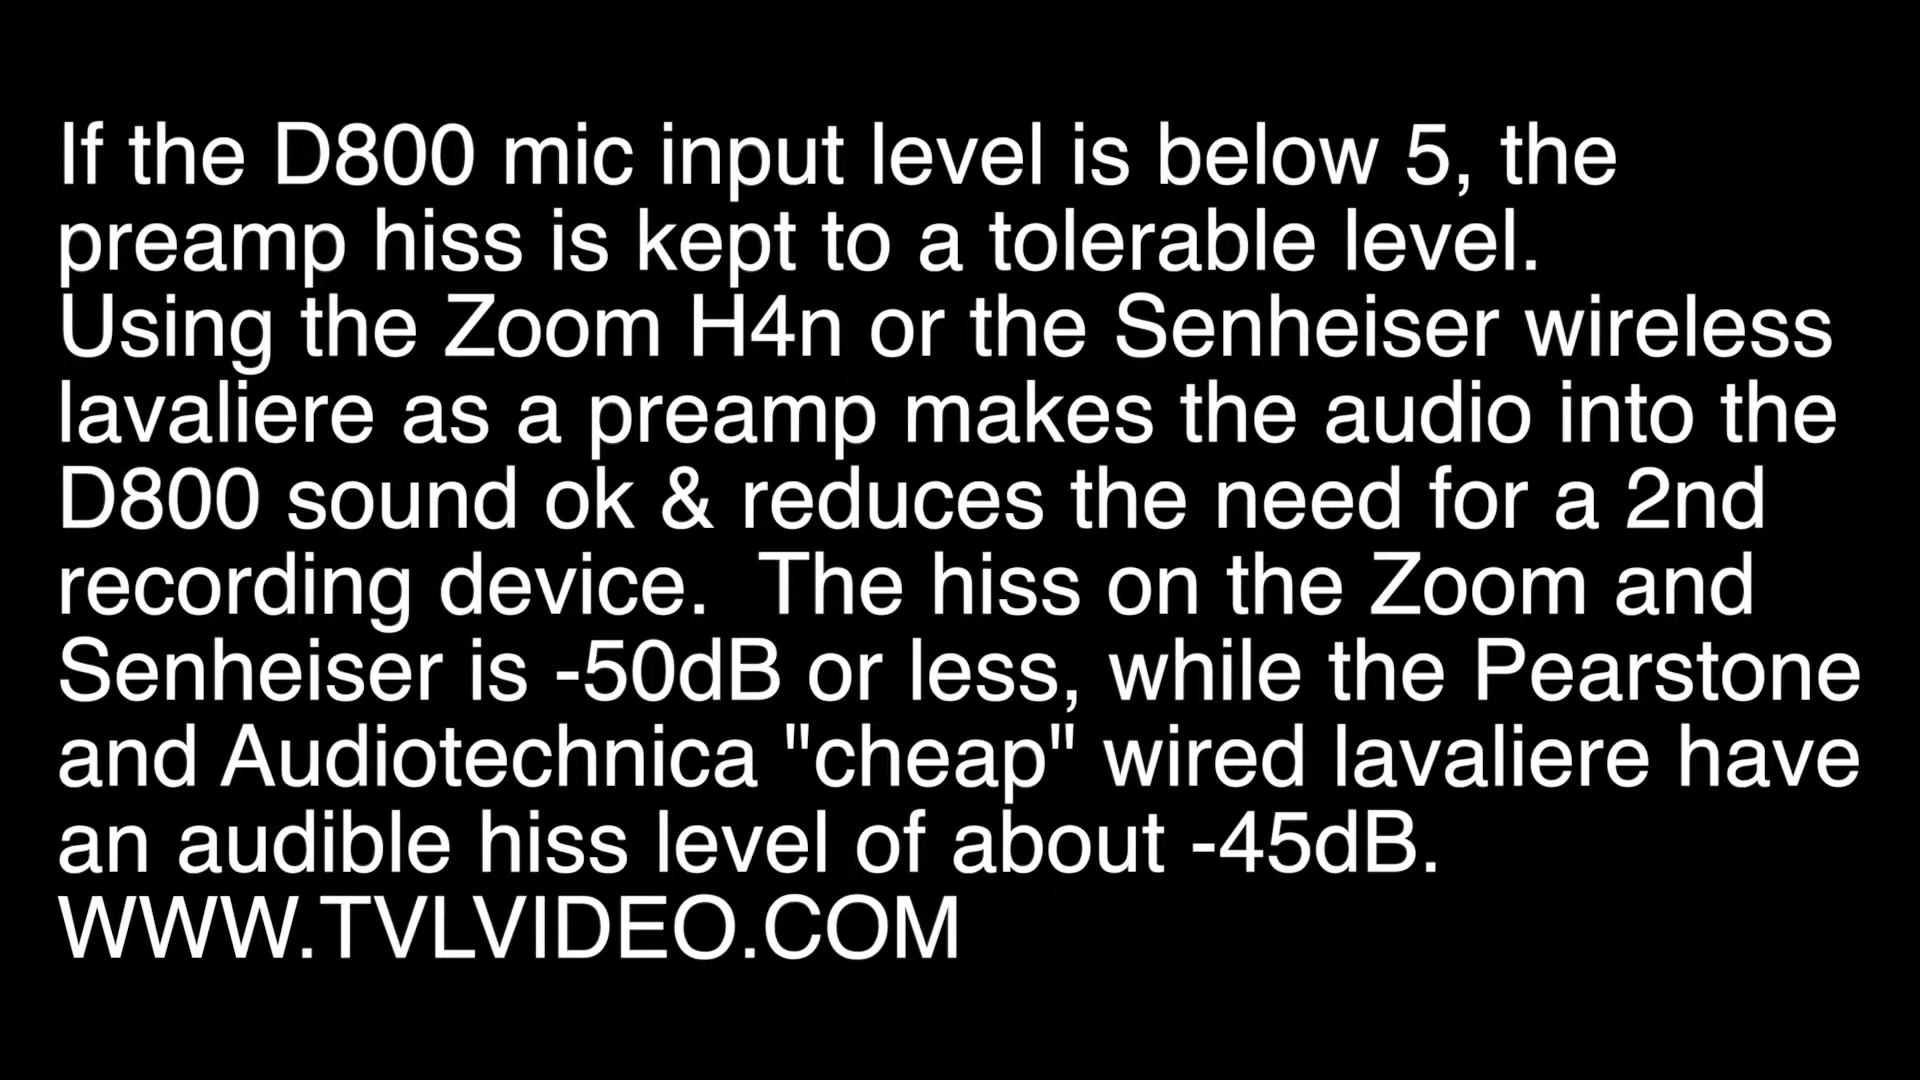 If the D800 mic input level is below 5, the
preamp hiss is kept to a tolerable level.
Using the Zoom H4n or the Senheiser wireless
lavaliere as a preamp makes the audio into the
D800 sound ok & reduces the need for a 2nd
recording device.  The hiss on the Zoom and
Senheiser is -50dB or less, while the Pearstone
and Audiotechnica "cheap" wired lavaliere have
an audible hiss level of about -45dB.
WWW.TVLVIDEO.COM